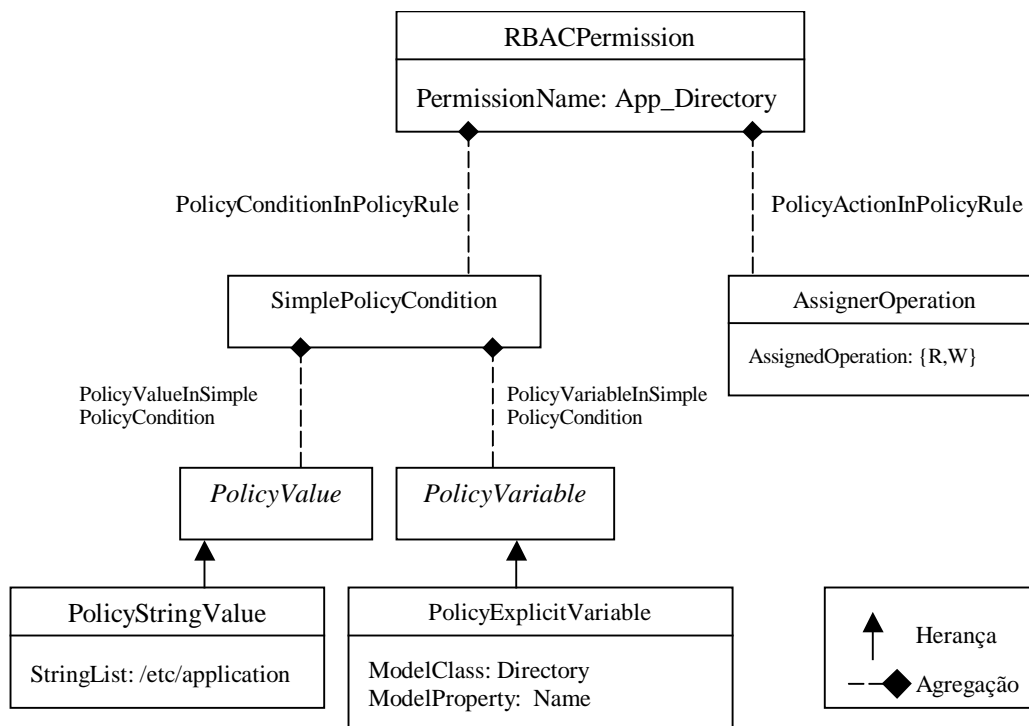 RBACPermission
PermissionName: App_Directory
PolicyConditionInPolicyRule
PolicyActionInPolicyRule
SimplePolicyCondition
AssignerOperation
AssignedOperation: {R,W}
PolicyValueInSimple
PolicyCondition
PolicyVariableInSimple
PolicyCondition
PolicyValue
PolicyVariable
PolicyStringValue
StringList: /etc/application
PolicyExplicitVariable
ModelClass: Directory
ModelProperty: Name
Herança
Agregação